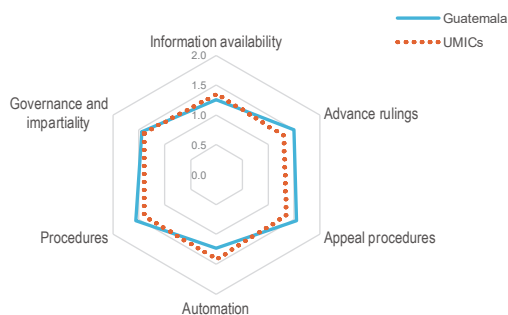 Guatemala
UMICs
Information availability
2.0
1.5
1.0
0.5
0.0
Governance and
impartiality
Advance rulings
Procedures
Appeal procedures
Automation